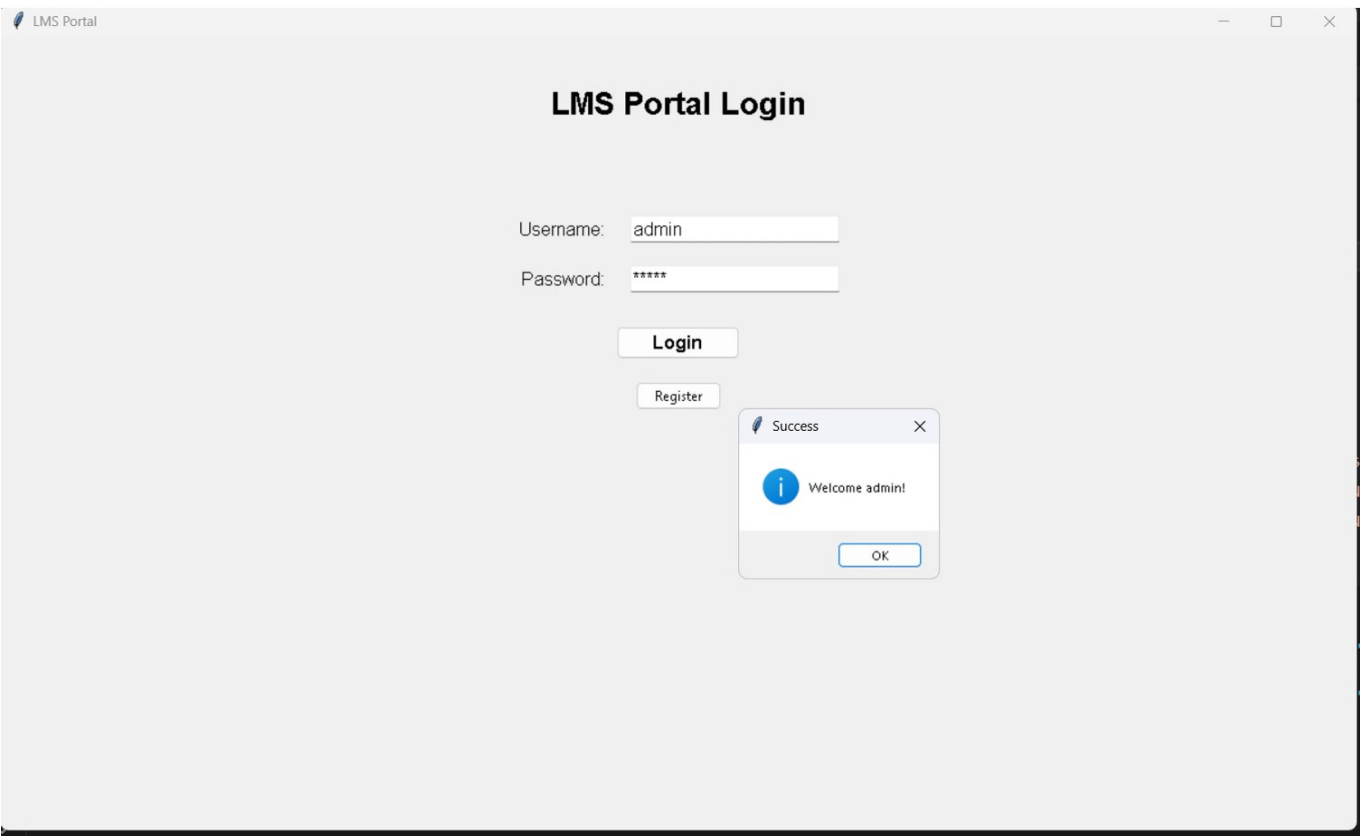 LMS Portal
LMS Portal Login
Username: admin
Password: *****
Login
Register
Success
Welcome admin!
OK